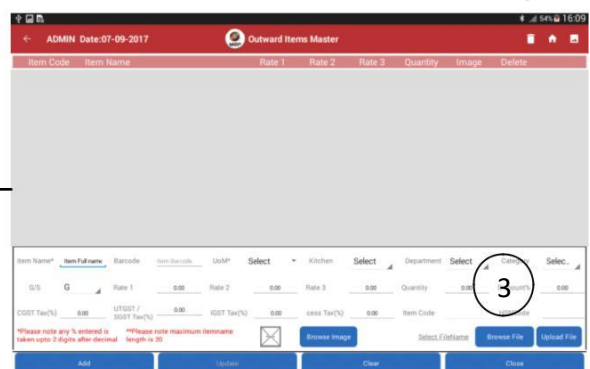 54% 16:09
ADMIN Date:07-09-2017 Outward Items Master
Item Code Item Name Rate 1 Rate 2 Rate 3 Quantity Image Delete
Item Name* Item Full name Barcode Item Barcode UoM* Select Kitchen Select Department Select Category Selec..
G/S G Rate 1 0.00 Rate 2 0.00 Rate 3 0.00 Quantity 0.00 3 0.00
CGST Tax(%) 0.00 UTGST / SGST Tax(%) 0.00 IGST Tax(%) 0.00 cess Tax(%) 0.00 Item Code
*Please note any % entered is taken upto 2 digits after decimal
**Please note maximum itemname length is 20
Browse Image Select FileName Browse File Upload File
Add Update Clear Close